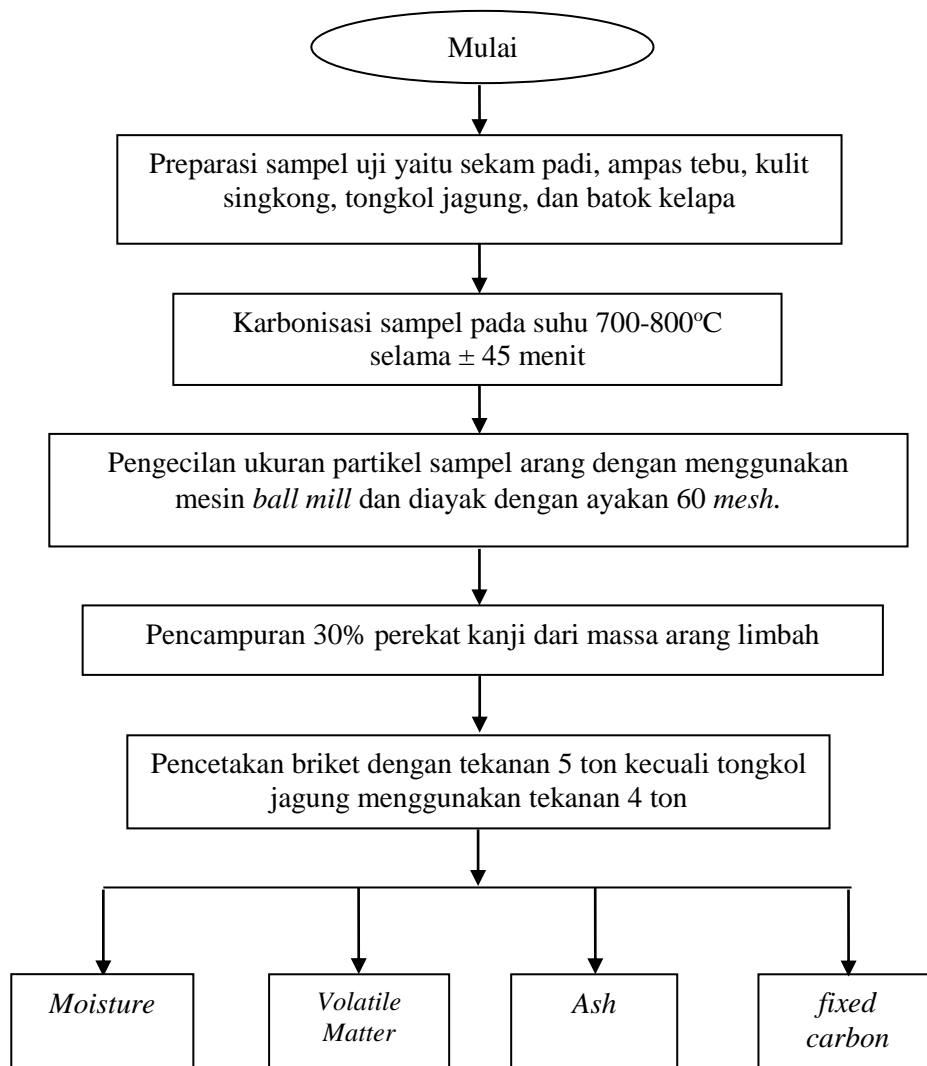 Mulai
Preparasi sampel uji yaitu sekam padi, ampas tebu, kulit
singkong, tongkol jagung, dan batok kelapa
Karbonisasi sampel pada suhu 700-800°C
selama ± 45 menit
Pengecilan ukuran partikel sampel arang dengan menggunakan
mesin ball mill dan diayak dengan ayakan 60 mesh.
Pencampuran 30% perekat kanji dari massa arang limbah
Pencetakan briket dengan tekanan 5 ton kecuali tongkol
jagung menggunakan tekanan 4 ton
Moisture
Volatile
Matter
Ash
fixed
carbon